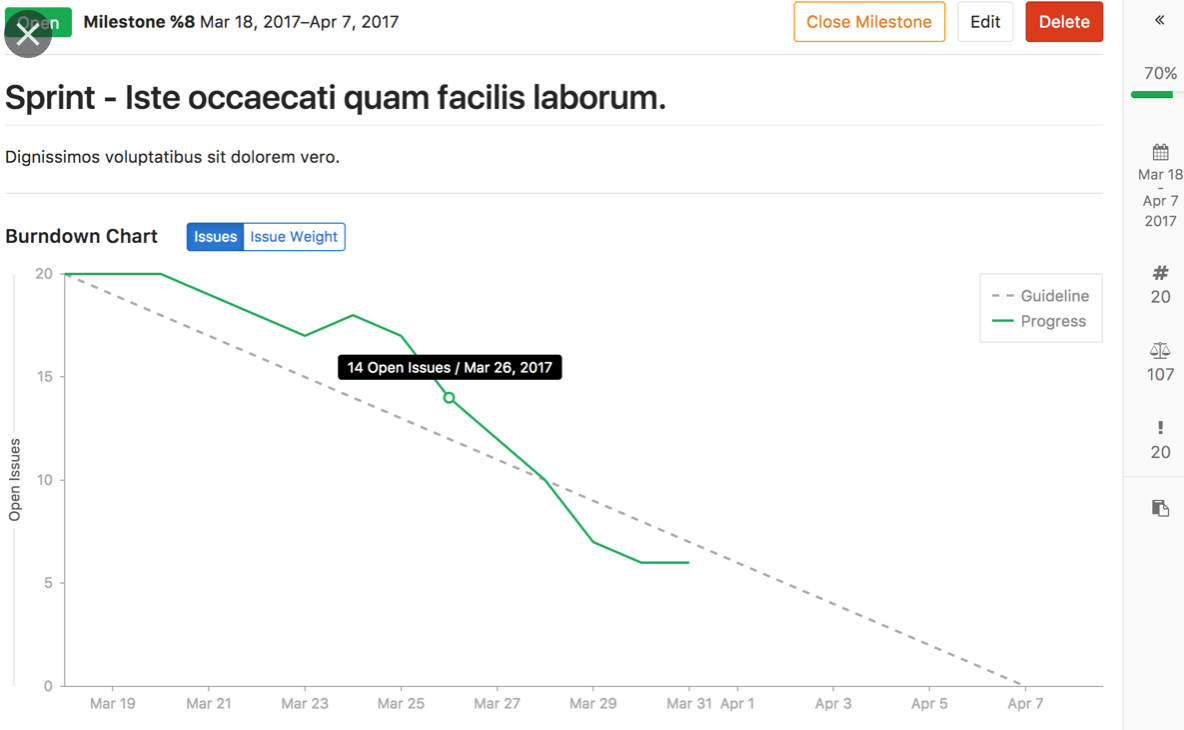 Open Milestone %8 Mar 18, 2017–Apr 7, 2017 Close Milestone Edit Delete «
70%
Sprint - Iste occaecati quam facilis laborum.
Dignissimos voluptatibus sit dolorem vero.
Mar 18
-
Apr 7
2017
Burndown Chart Issues Issue Weight
#
20
107
!
20
Guideline
Progress
14 Open Issues / Mar 26, 2017
Open Issues
20
15
10
5
0
Mar 19 Mar 21 Mar 23 Mar 25 Mar 27 Mar 29 Mar 31 Apr 1 Apr 3 Apr 5 Apr 7